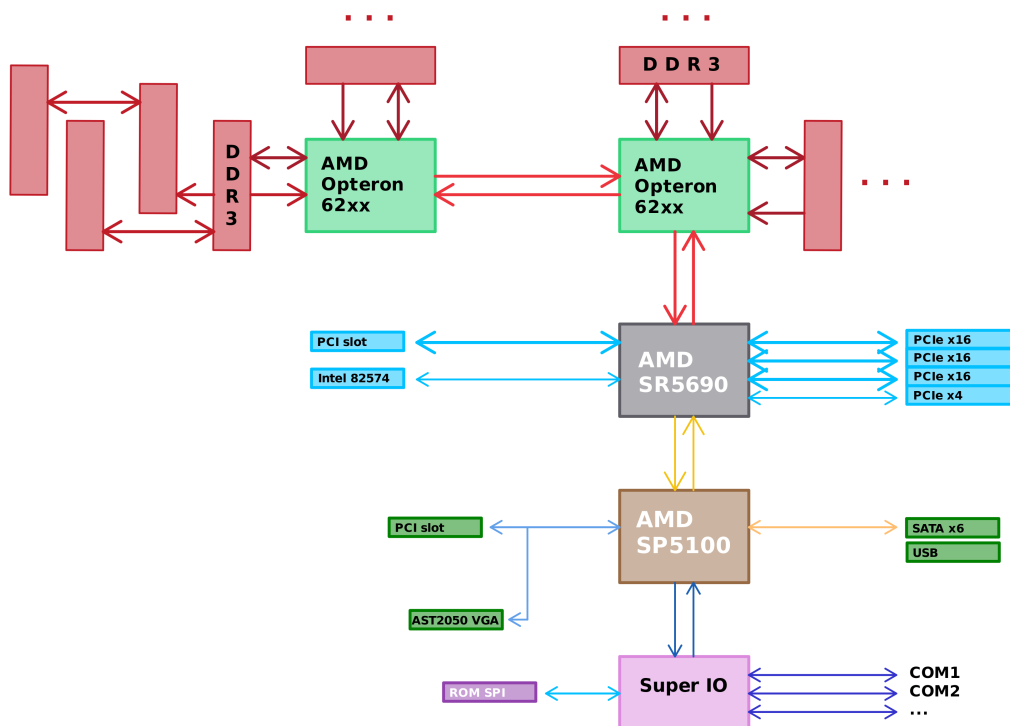 . . .
. . .
D D R 3
D
D
R
3
AMD
Opteron
62xx
AMD
Opteron
62xx
. . .
PCI slot
Intel 82574
AMD
SR5690
PCIe x16
PCIe x16
PCIe x16
PCIe x4
PCI slot
AMD
SP5100
SATA x6
USB
AST2050 VGA
ROM SPI
Super IO
COM1
COM2
...